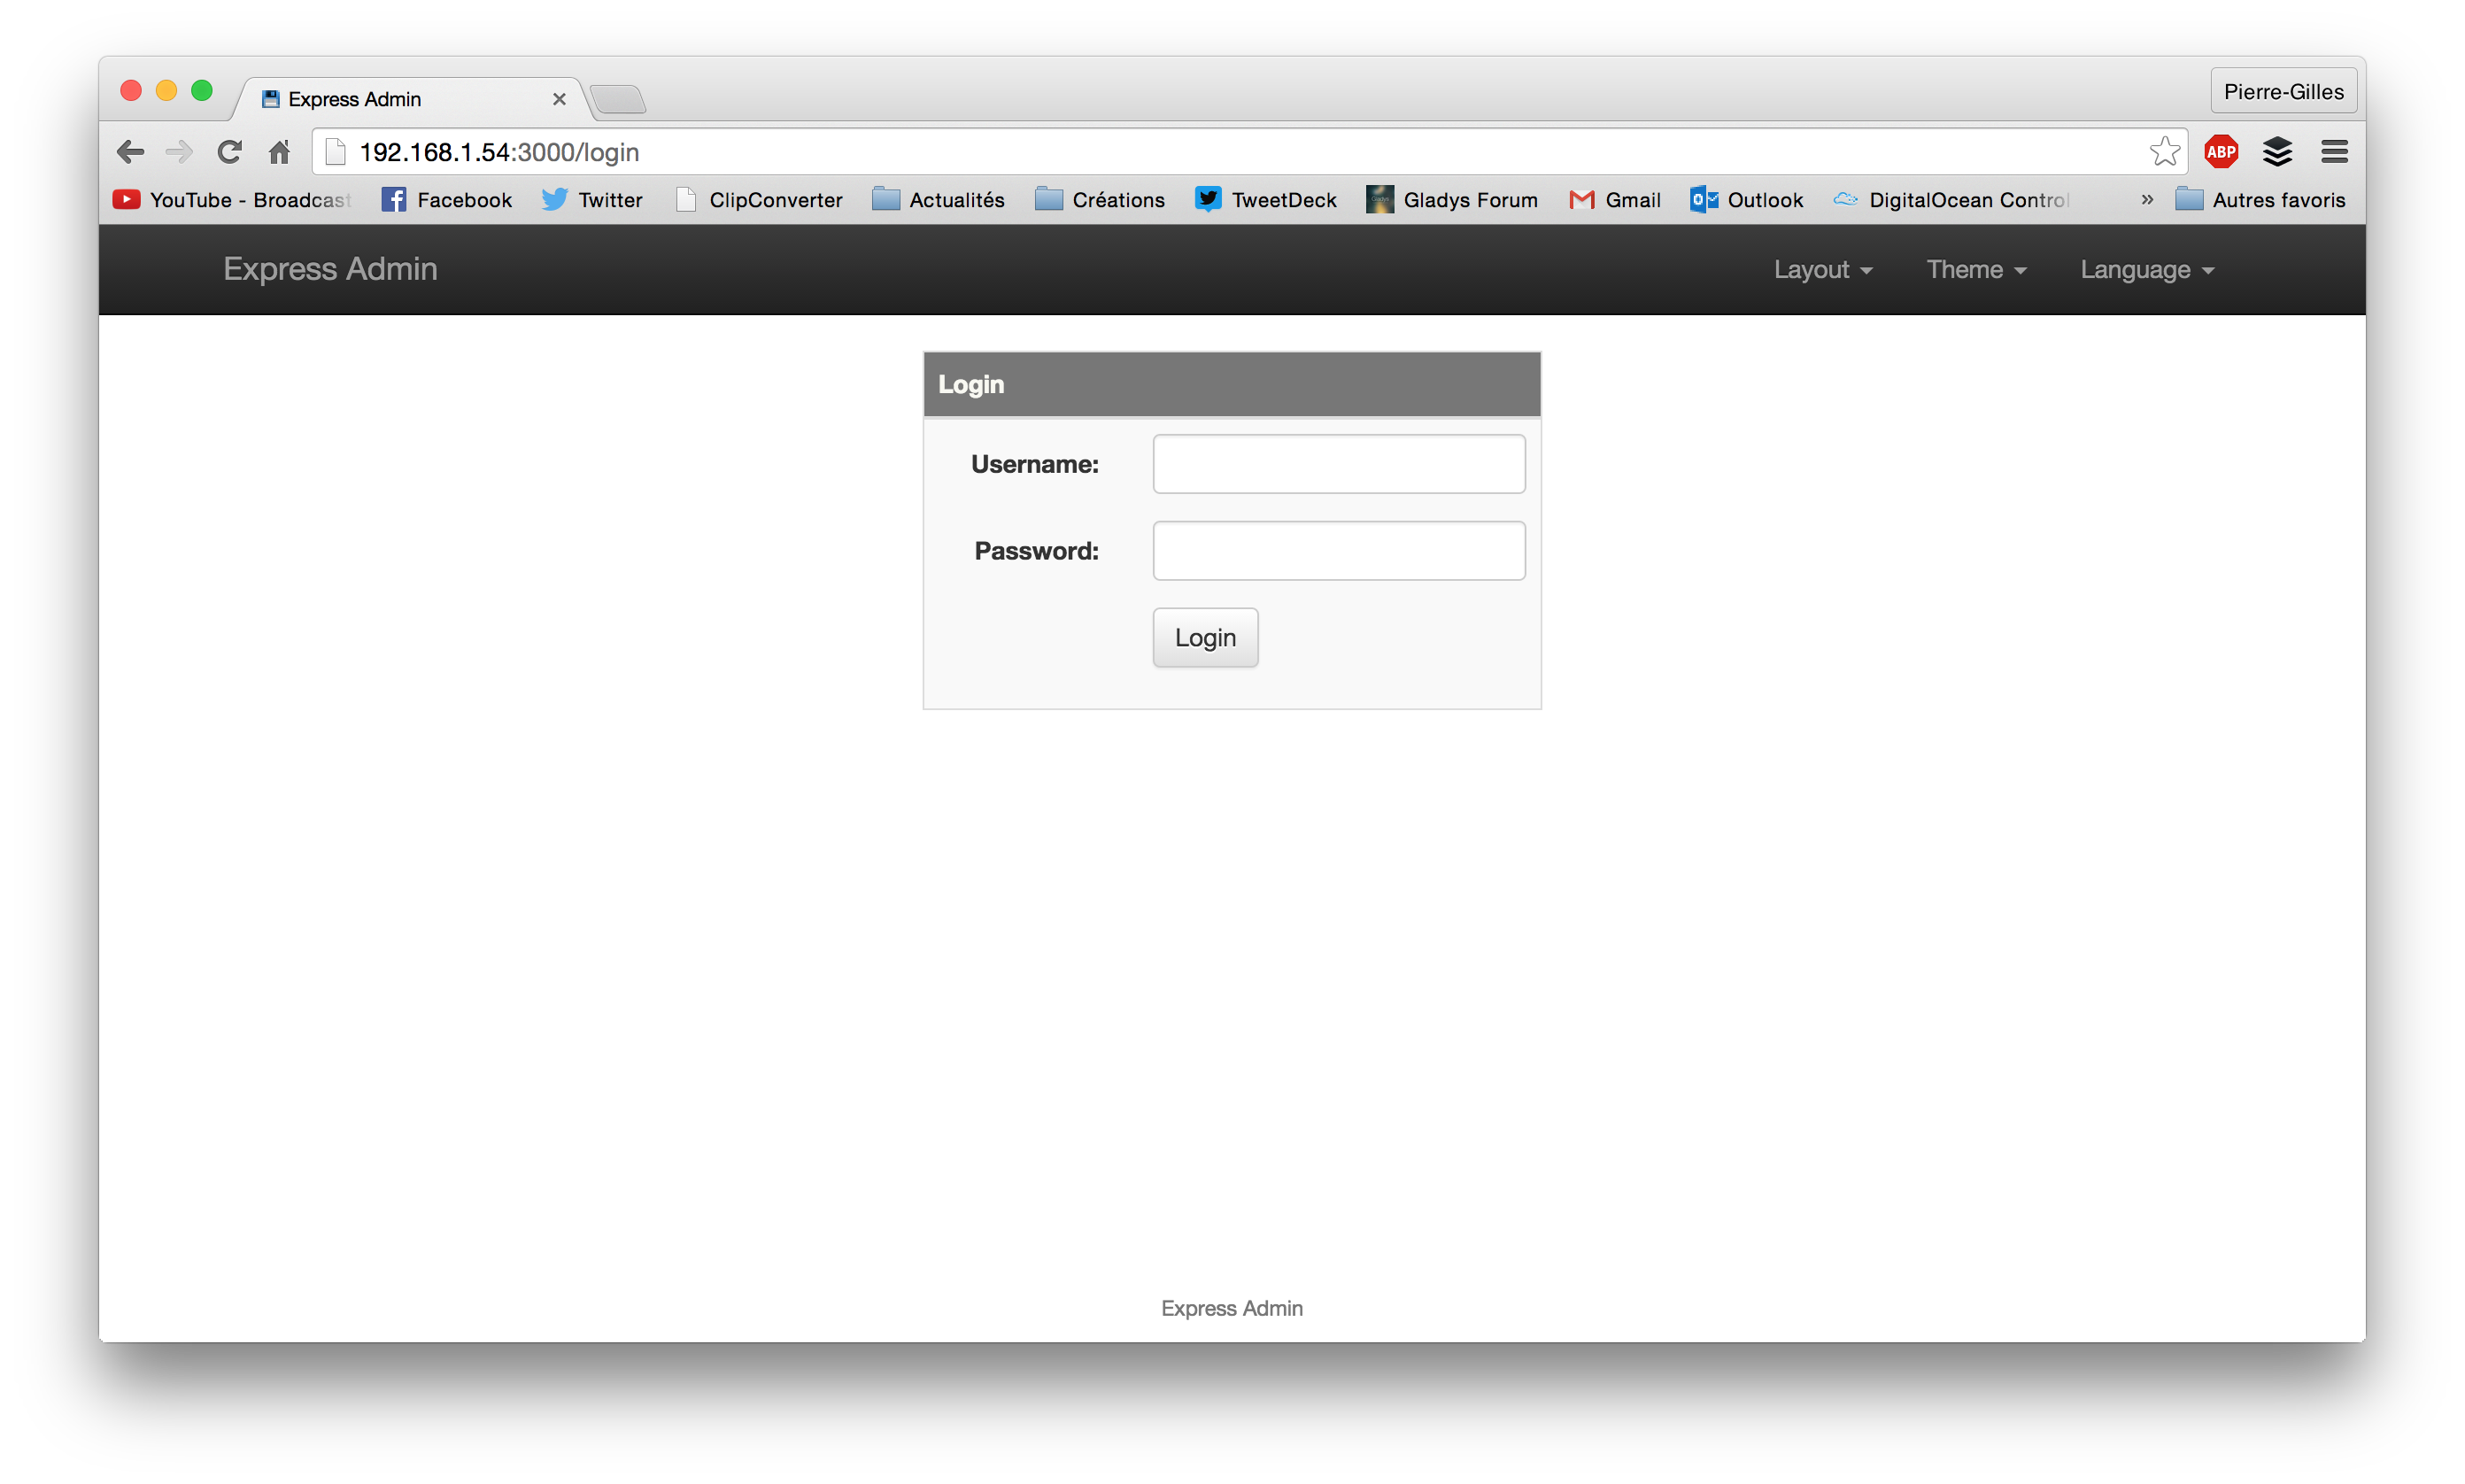 Express Admin
Pierre-Gilles
192.168.1.54:3000/login
ABP
YouTube - Broadcast Facebook Twitter ClipConverter Actualités Créations TweetDeck Gladys Forum Gmail Outlook DigitalOcean Control » Autres favoris
Express Admin Layout Theme Language
Login
Username:
Password:
Login
Express Admin